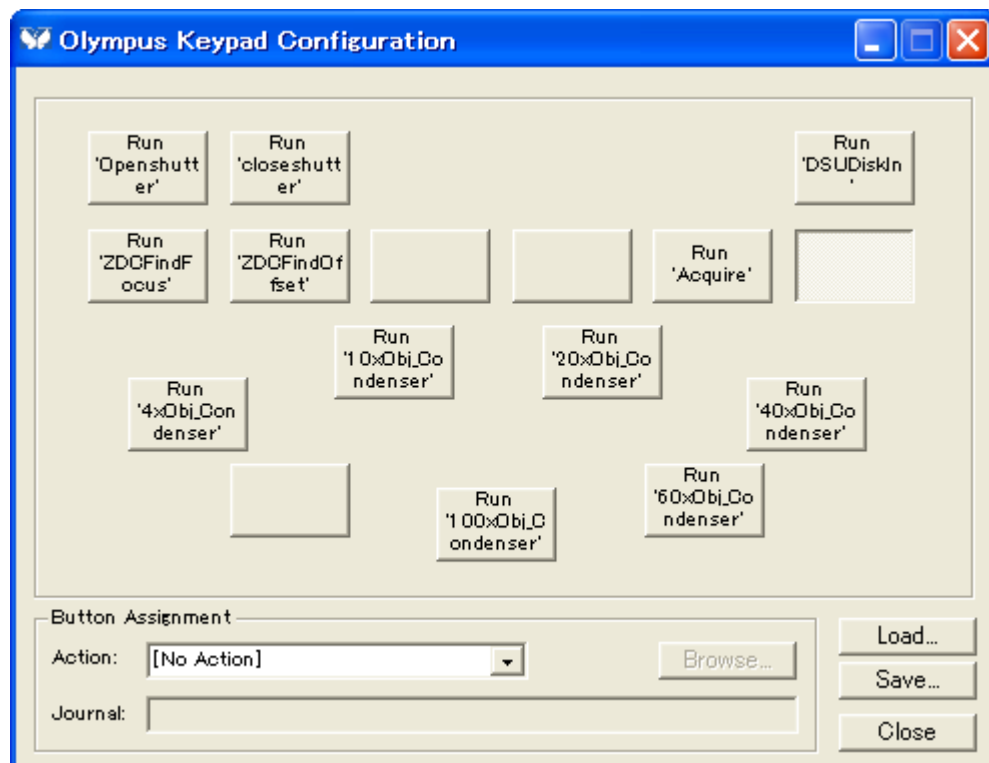 Olympus Keypad Configuration
Run
'Openshutt
er'
Run
'closeshutt
er'
Run
'DSUDiskIn
'
Run
'ZDCFindF
ocus'
Run
'ZDCFindOf
fset'
Run
'Acquire'
Run
'10xObj_Co
ndenser'
Run
'20xObj_Co
ndenser'
Run
'4xObj_Con
denser'
Run
'40xObj_Co
ndenser'
Run
'100xObj_C
ondenser'
Run
'60xObj_Co
ndenser'
Button Assignment
Action: [No Action] Browse...
Journal:
Load...
Save...
Close